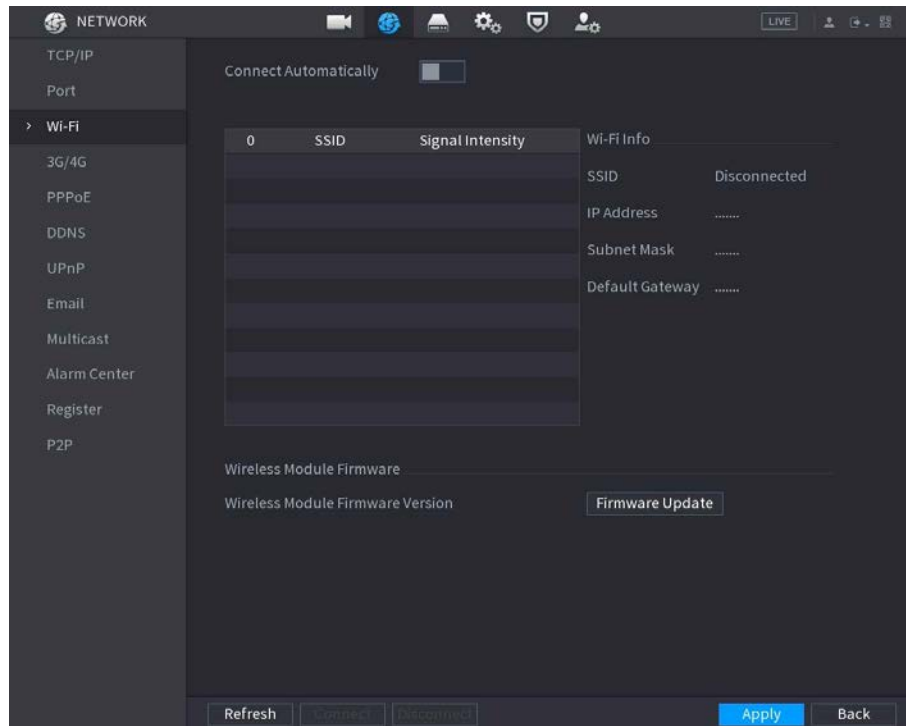 NETWORK LIVE
TCP/IP
Port
> Wi-Fi
3G/4G
PPPoE
DDNS
UPnP
Email
Multicast
Alarm Center
Register
P2P
Connect Automatically
0 SSID Signal Intensity
Wi-Fi Info
SSID Disconnected
IP Address .......
Subnet Mask .......
Default Gateway .......
Wireless Module Firmware
Wireless Module Firmware Version Firmware Update
Refresh Connect Disconnect Apply Back